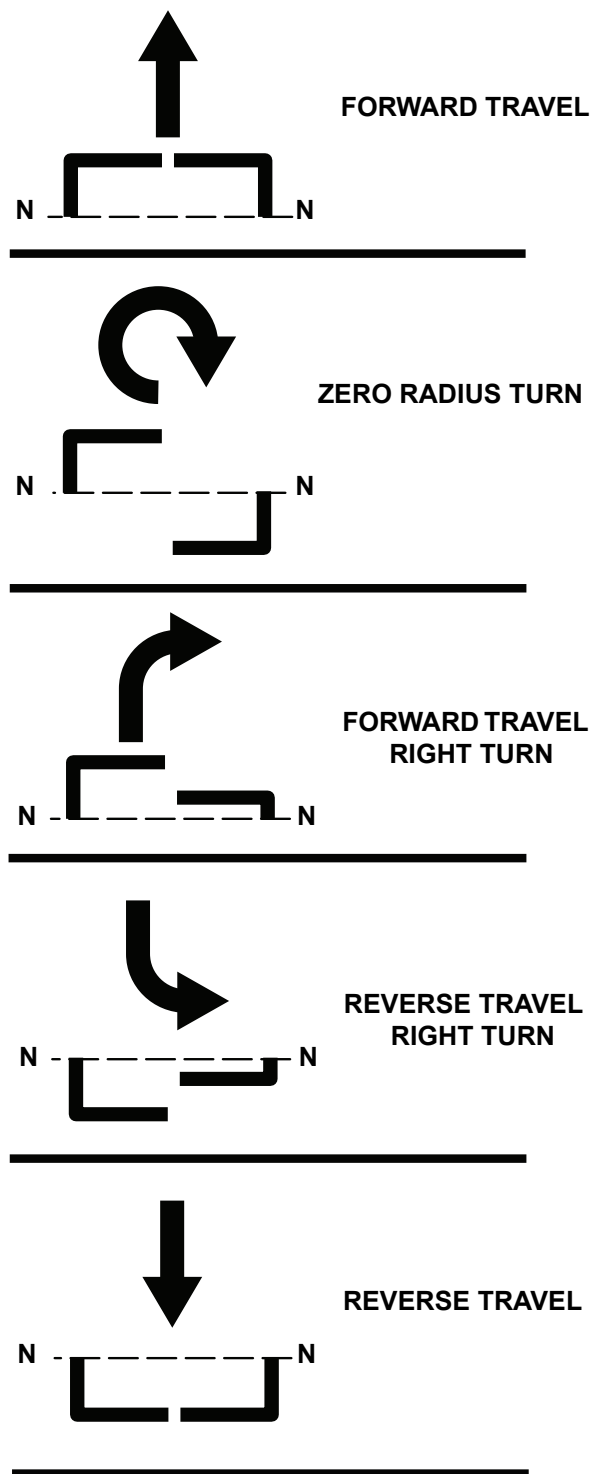 FORWARD TRAVEL
N N
ZERO RADIUS TURN
N N
FORWARD TRAVEL
RIGHT TURN
N N
REVERSE TRAVEL
RIGHT TURN
N N
REVERSE TRAVEL
N N